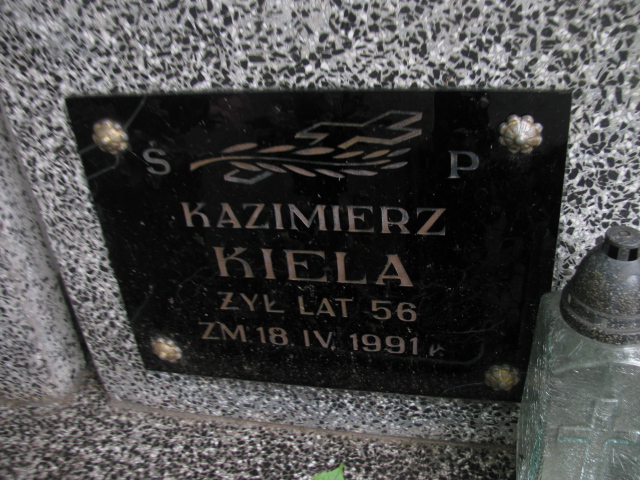 Ś P
KAZIMIERZ
KIELA
ŻYŁ LAT 56
ZM. 18. IV. 1991 r.